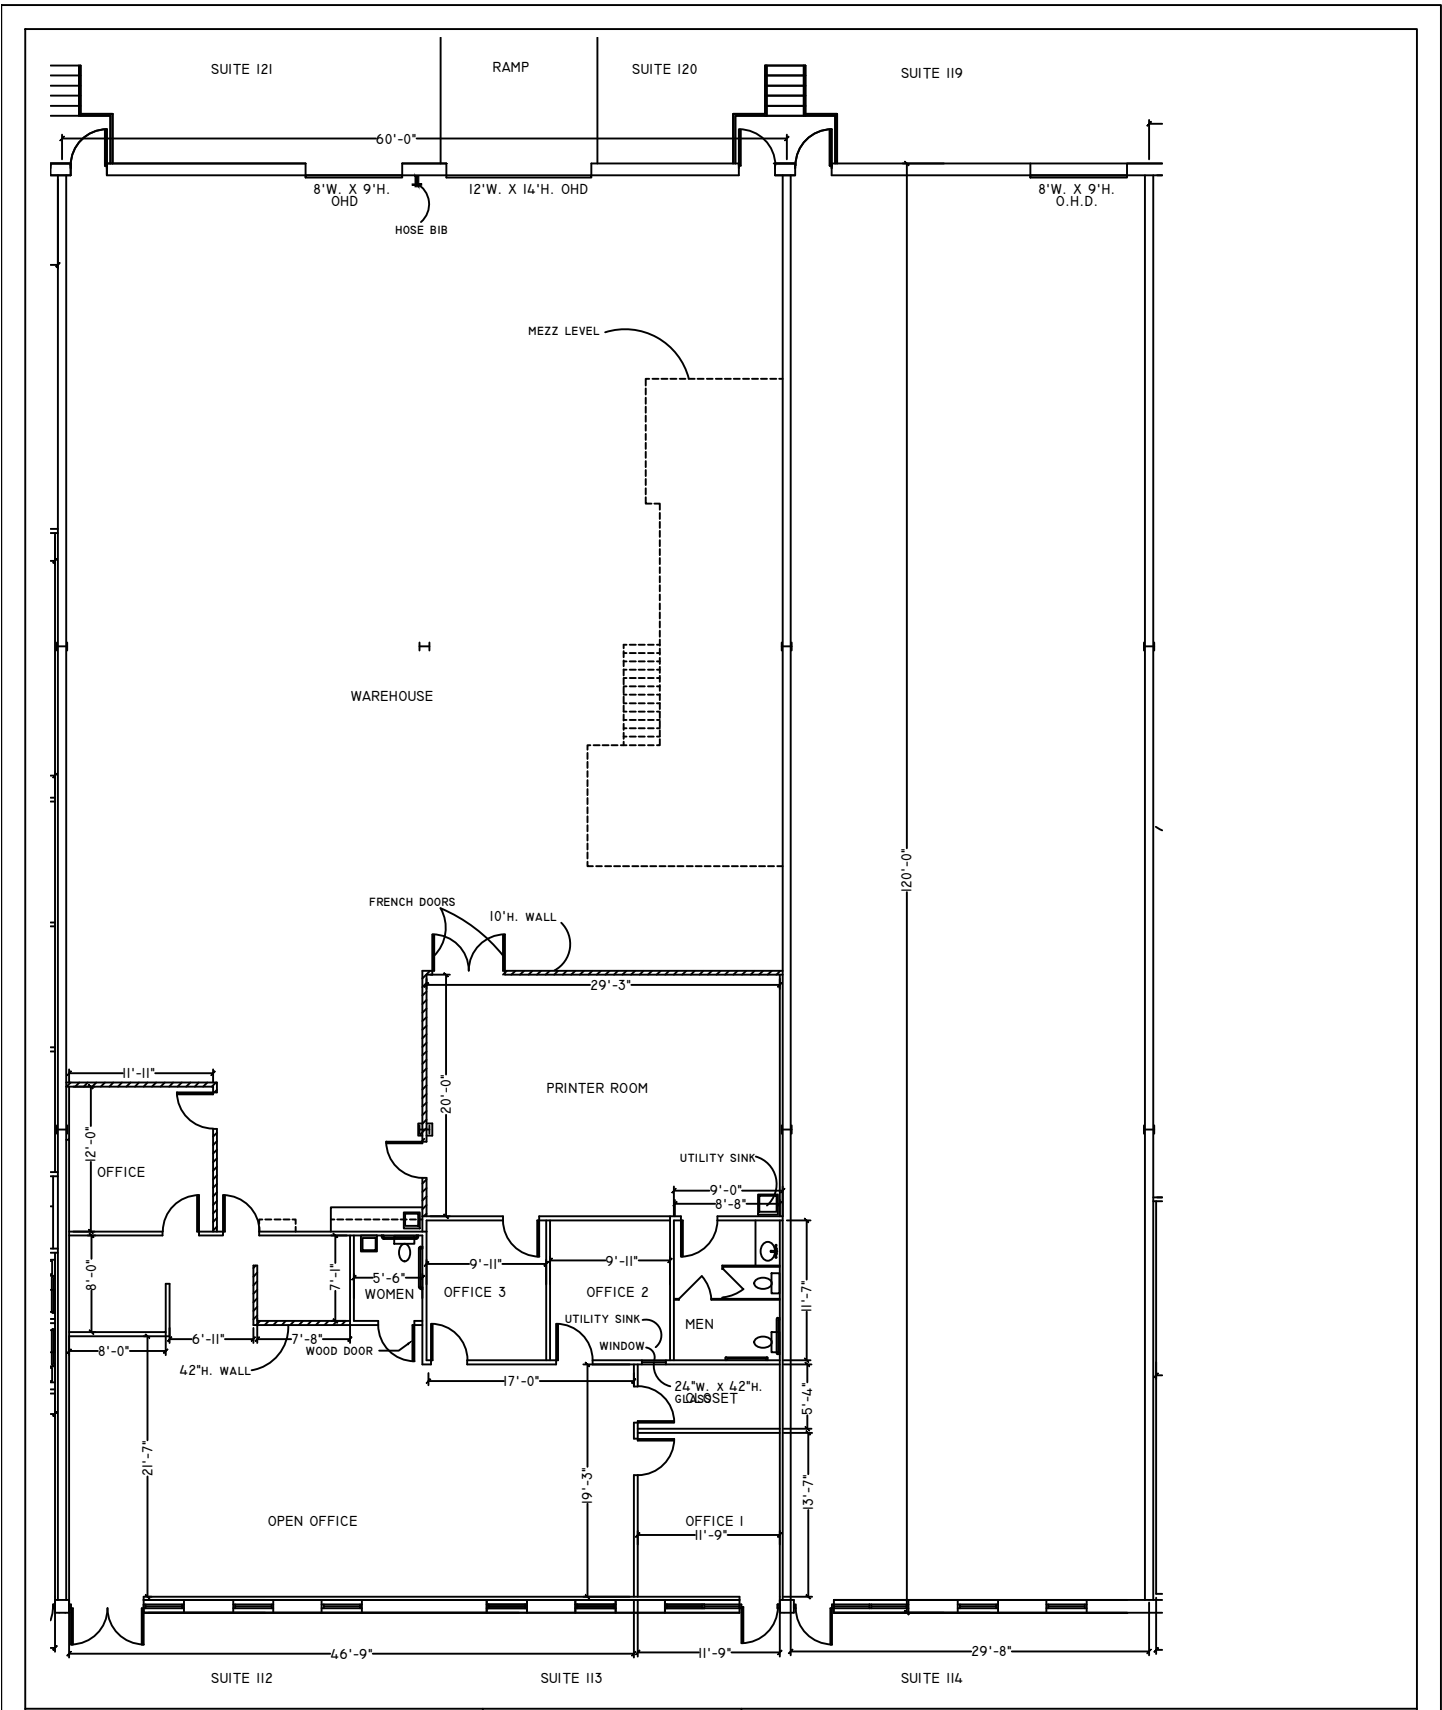 SUITE 121
RAMP
SUITE 120
SUITE 119
60'-0"
8'W. X 9'H.
OHD
12'W. X 14'H. OHD
8'W. X 9'H.
O.H.D.
HOSE BIB
MEZZ LEVEL
WAREHOUSE
120'-0"
FRENCH DOORS
10'H. WALL
29'-3"
11'-11"
PRINTER ROOM
20'-0"
12'-0"
OFFICE
UTILITY SINK
9'-0"
8'-8"
8'-0"
7'-1"
5'-6"
WOMEN
9'-11"
OFFICE 3
9'-11"
OFFICE 2
11'-7"
UTILITY SINK
MEN
6'-11"
7'-8"
WINDOW
8'-0"
WOOD DOOR
42"H. WALL
17'-0"
24"W. X 42"H.
GLASS
CLOSET
5'-4"
21'-7"
19'-3"
13'-7"
OPEN OFFICE
OFFICE 1
11'-9"
46'-9"
11'-9"
29'-8"
SUITE 112
SUITE 113
SUITE 114